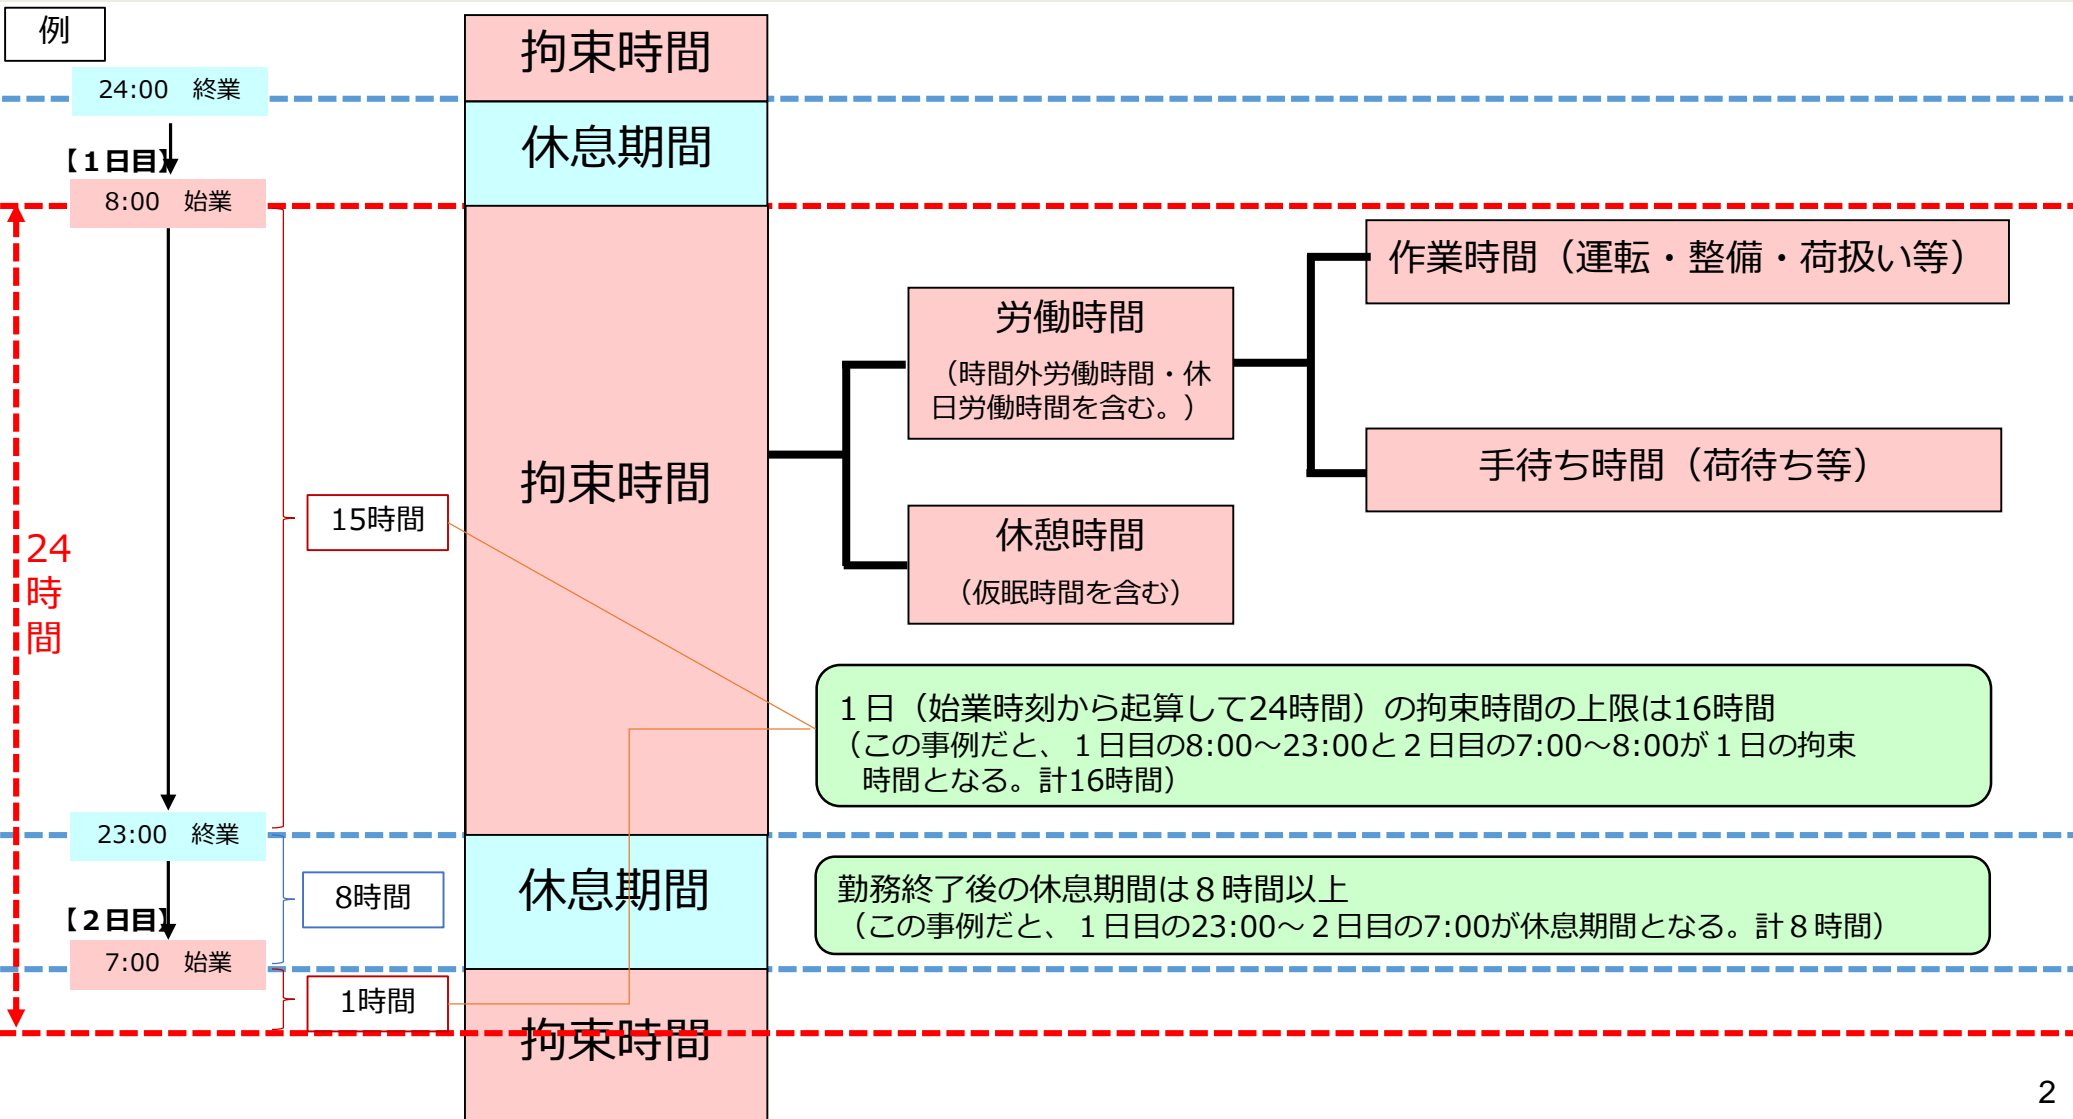 例
拘束時間
24:00　終業
休息期間
【１日目】
8:00　始業
作業時間（運転・整備・荷扱い等）
労働時間
（時間外労働時間・休
日労働時間を含む。）
手待ち時間（荷待ち等）
拘束時間
15時間
24
時
間
休憩時間
（仮眠時間を含む）
１日（始業時刻から起算して24時間）の拘束時間の上限は16時間
（この事例だと、１日目の8:00～23:00と２日目の7:00～8:00が１日の拘束
時間となる。計16時間）
23:00　終業
休息期間
8時間
勤務終了後の休息期間は８時間以上
（この事例だと、１日目の23:00～２日目の7:00が休息期間となる。計８時間）
【２日目】
7:00　始業
1時間
拘束時間
2